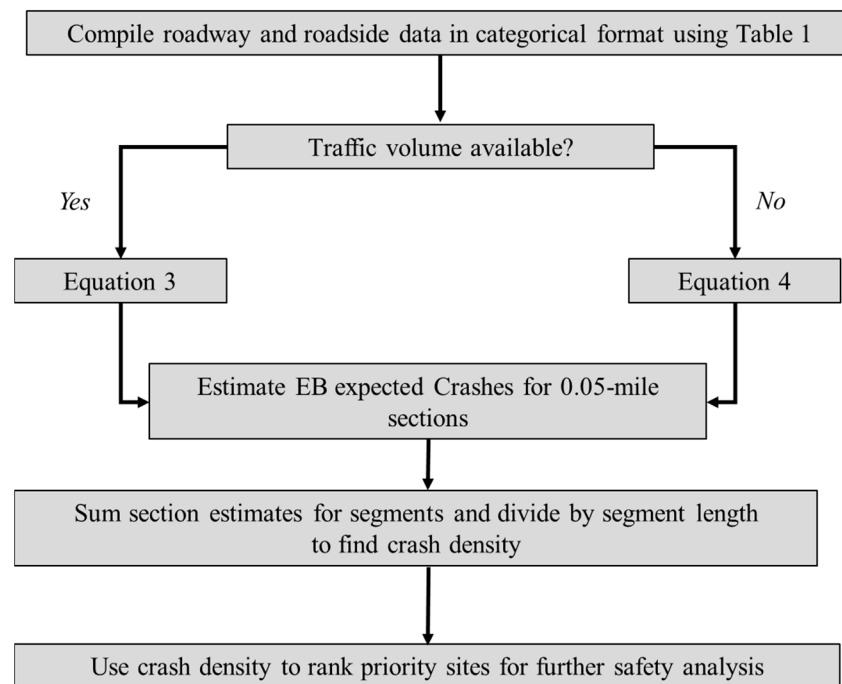 Compile roadway and roadside data in categorical format using Table 1
Traffic volume available?
Yes
No
Equation 3
Equation 4
Estimate EB expected Crashes for 0.05-mile
sections
Sum section estimates for segments and divide by segment length
to find crash density
Use crash density to rank priority sites for further safety analysis